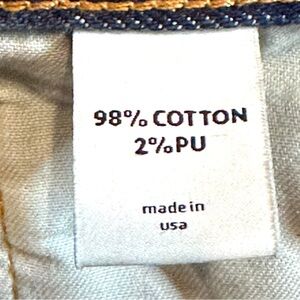 98% COTTON
2% PU
made in
usa